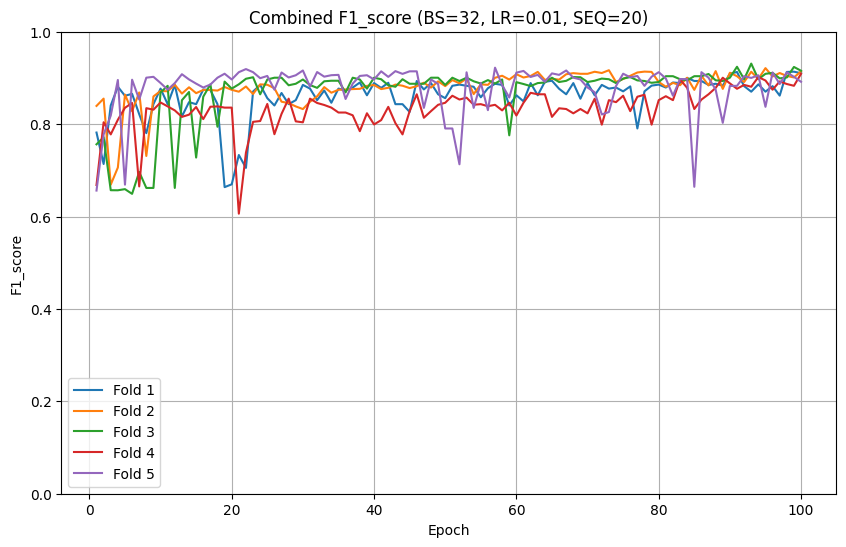 Combined F1_score (BS=32, LR=0.01, SEQ=20)
F1_score
1.0
0.8
0.6
0.4
0.2
0.0
Fold 1
Fold 2
Fold 3
Fold 4
Fold 5
0 20 40 60 80 100
Epoch